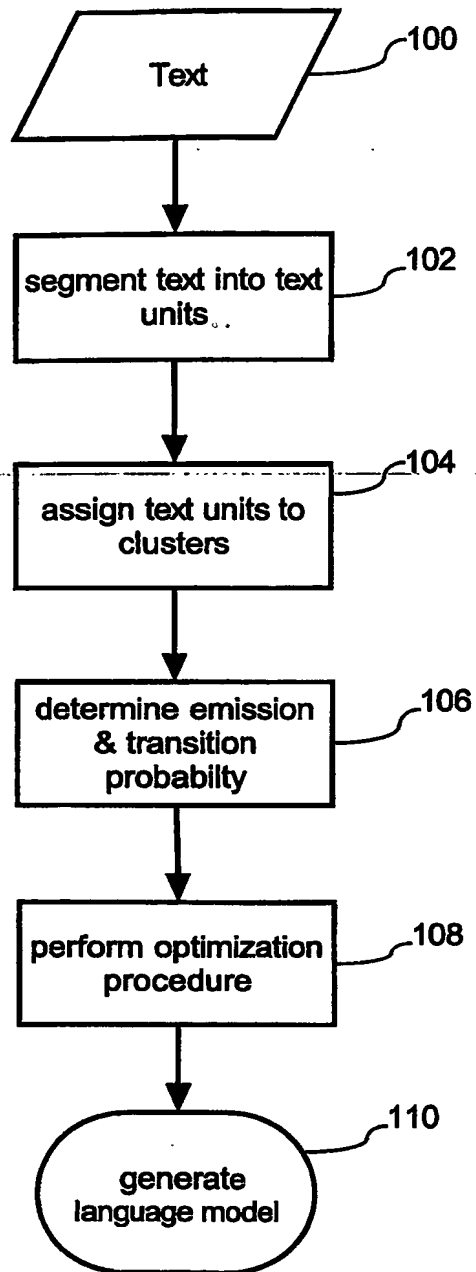 100
Text
102
segment text into text
units
104
assign text units to
clusters
106
determine emission
& transition
probabilty
108
perform optimization
procedure
110
generate
language model